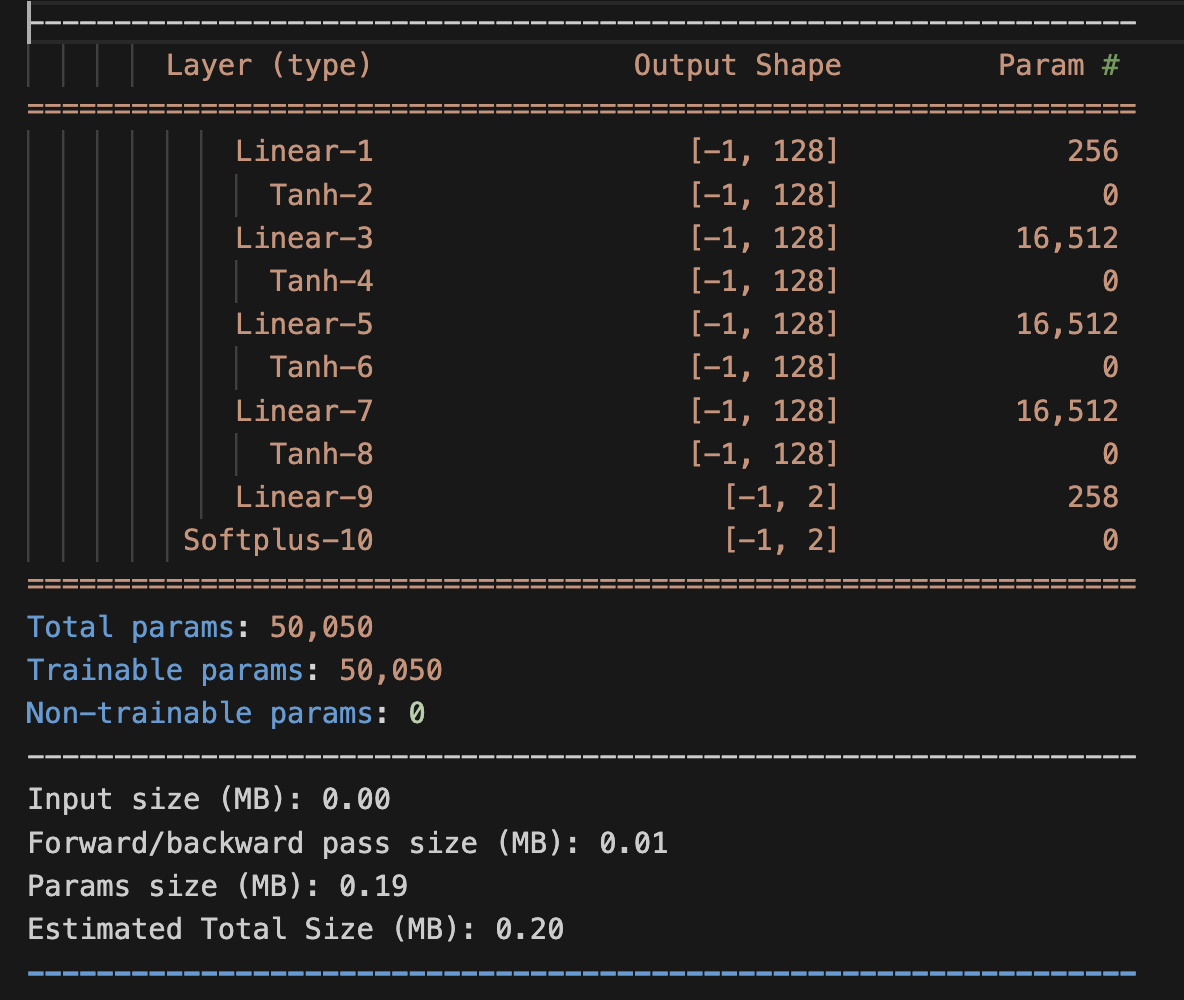 ----------------------------------------------------------------
Layer (type) Output Shape Param #
================================================================
Linear-1 [-1, 128] 256
Tanh-2 [-1, 128] 0
Linear-3 [-1, 128] 16,512
Tanh-4 [-1, 128] 0
Linear-5 [-1, 128] 16,512
Tanh-6 [-1, 128] 0
Linear-7 [-1, 128] 16,512
Tanh-8 [-1, 128] 0
Linear-9 [-1, 2] 258
Softplus-10 [-1, 2] 0
================================================================
Total params: 50,050
Trainable params: 50,050
Non-trainable params: 0
----------------------------------------------------------------
Input size (MB): 0.00
Forward/backward pass size (MB): 0.01
Params size (MB): 0.19
Estimated Total Size (MB): 0.20
----------------------------------------------------------------